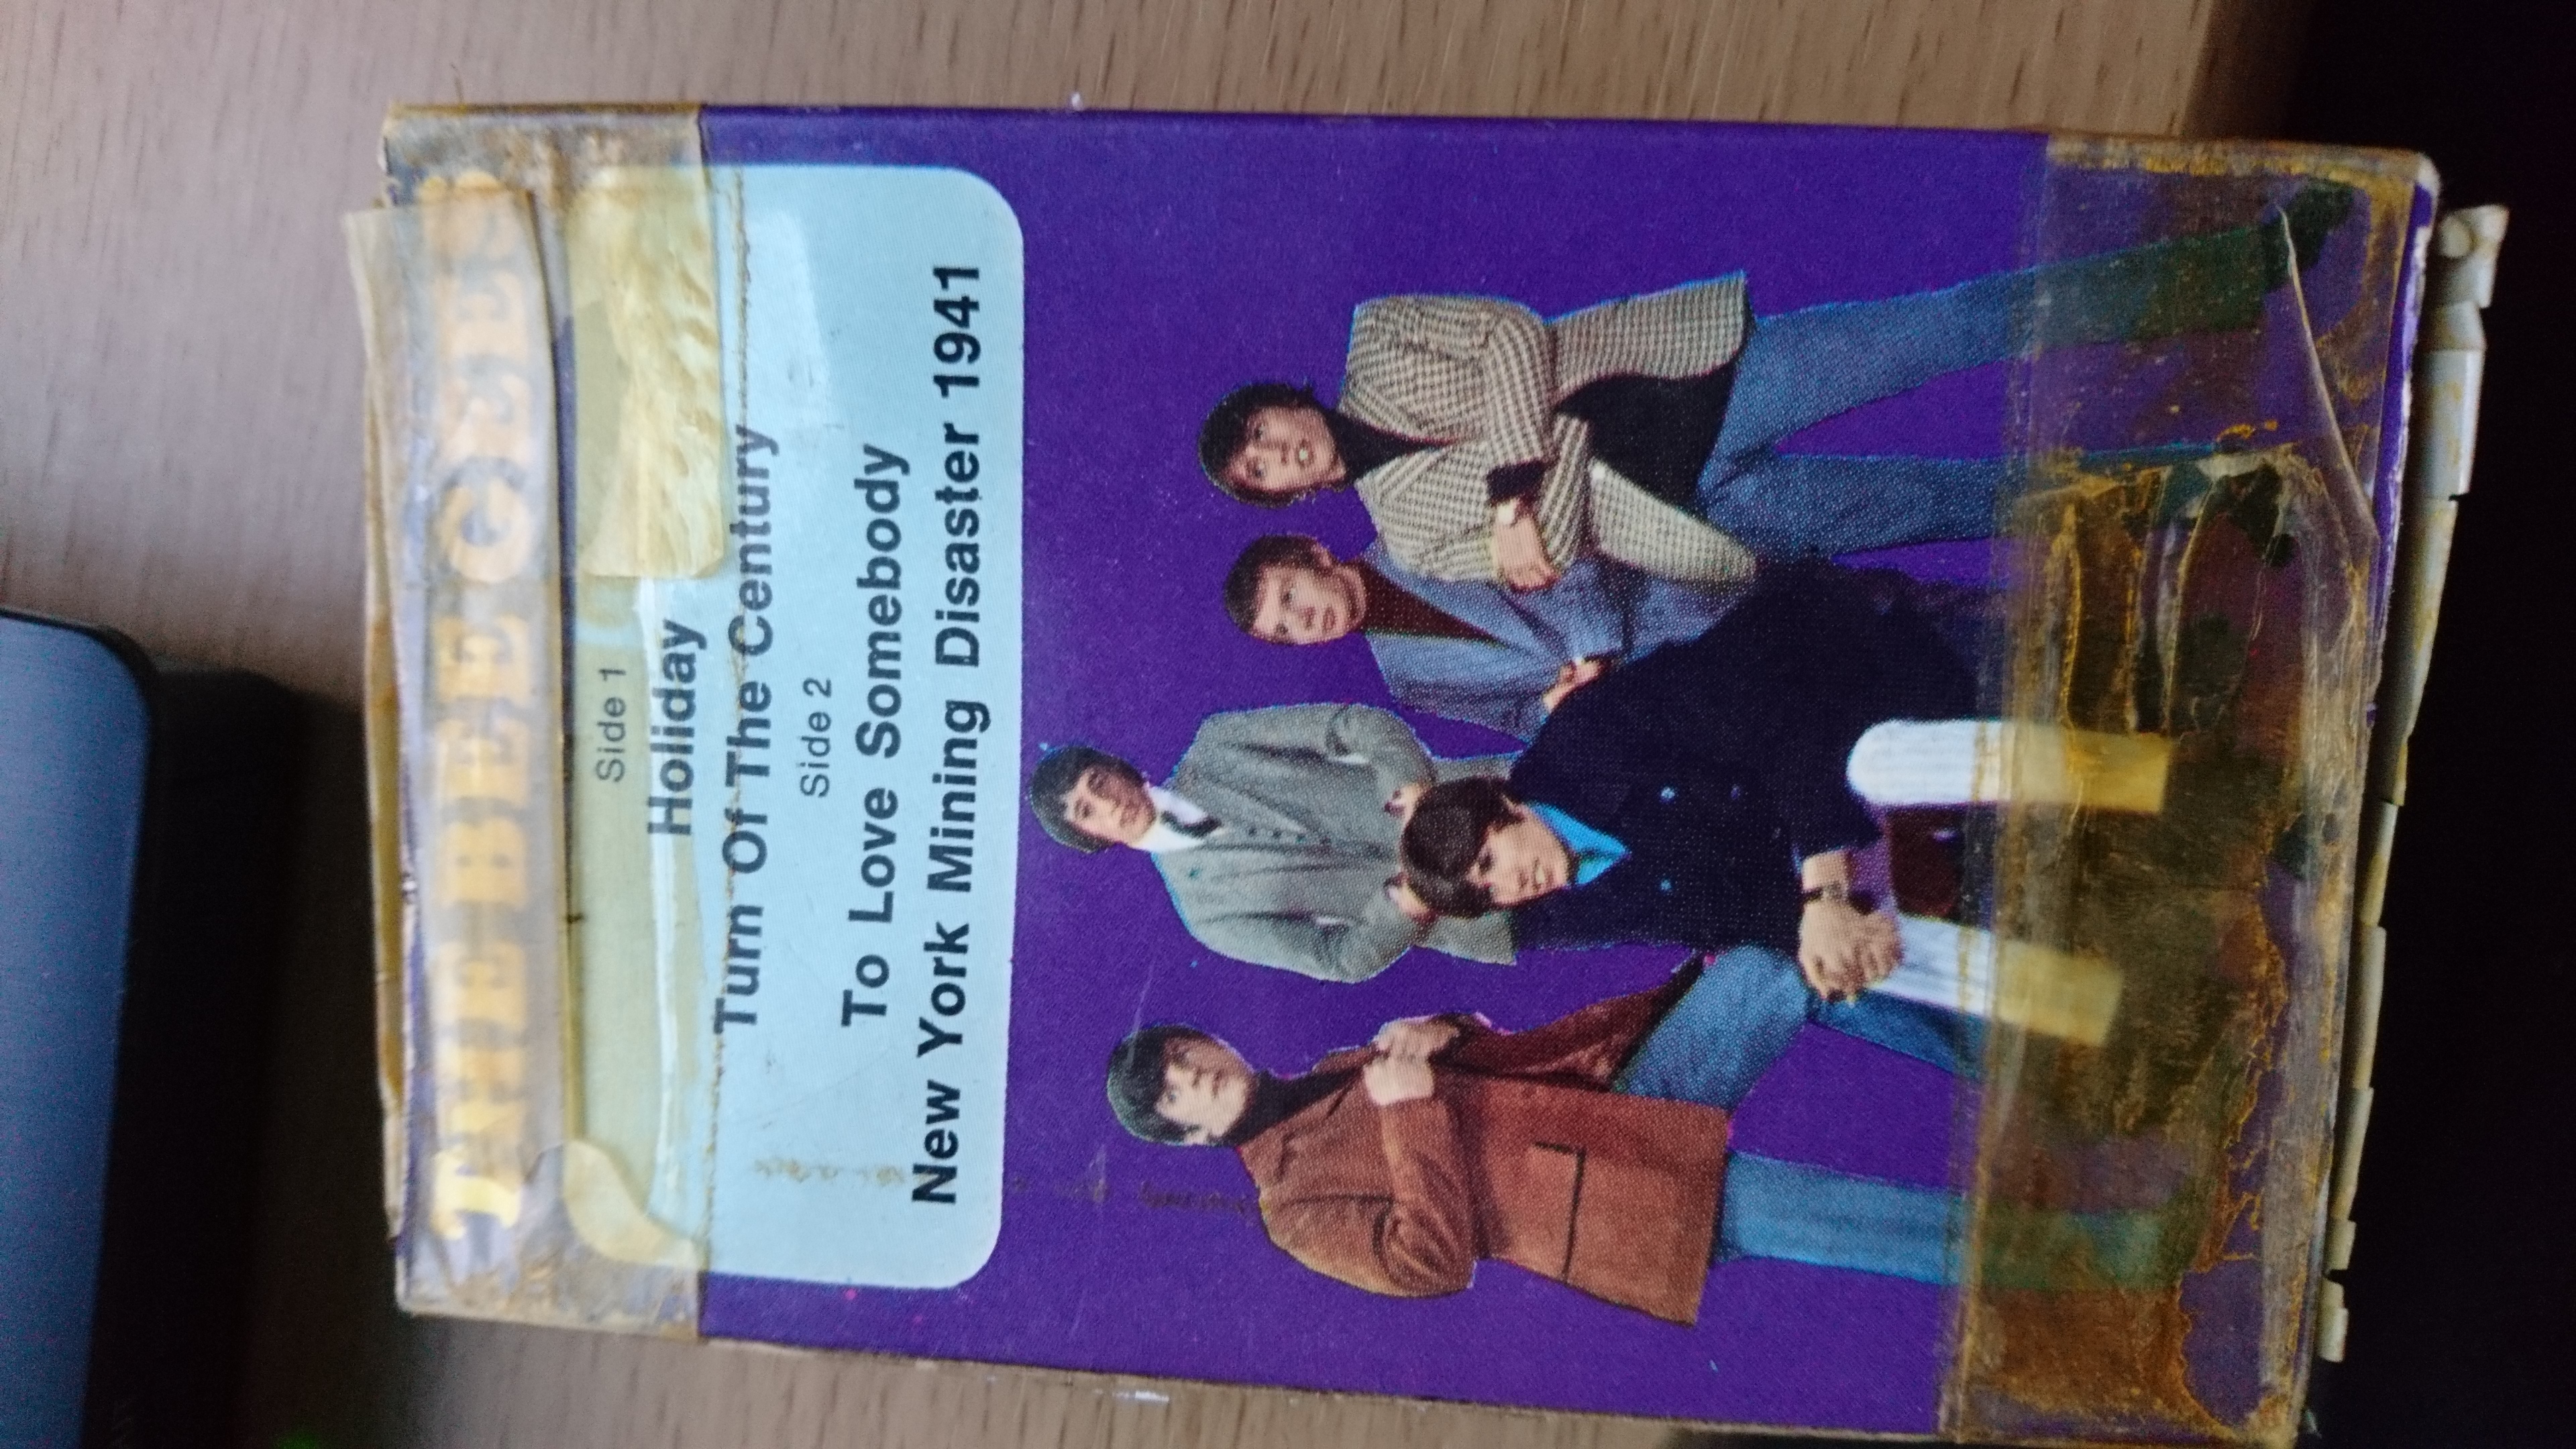 THE BEE GEES
Side 1
Holiday
Turn Of The Century
Side 2
To Love Somebody
New York Mining Disaster 1941